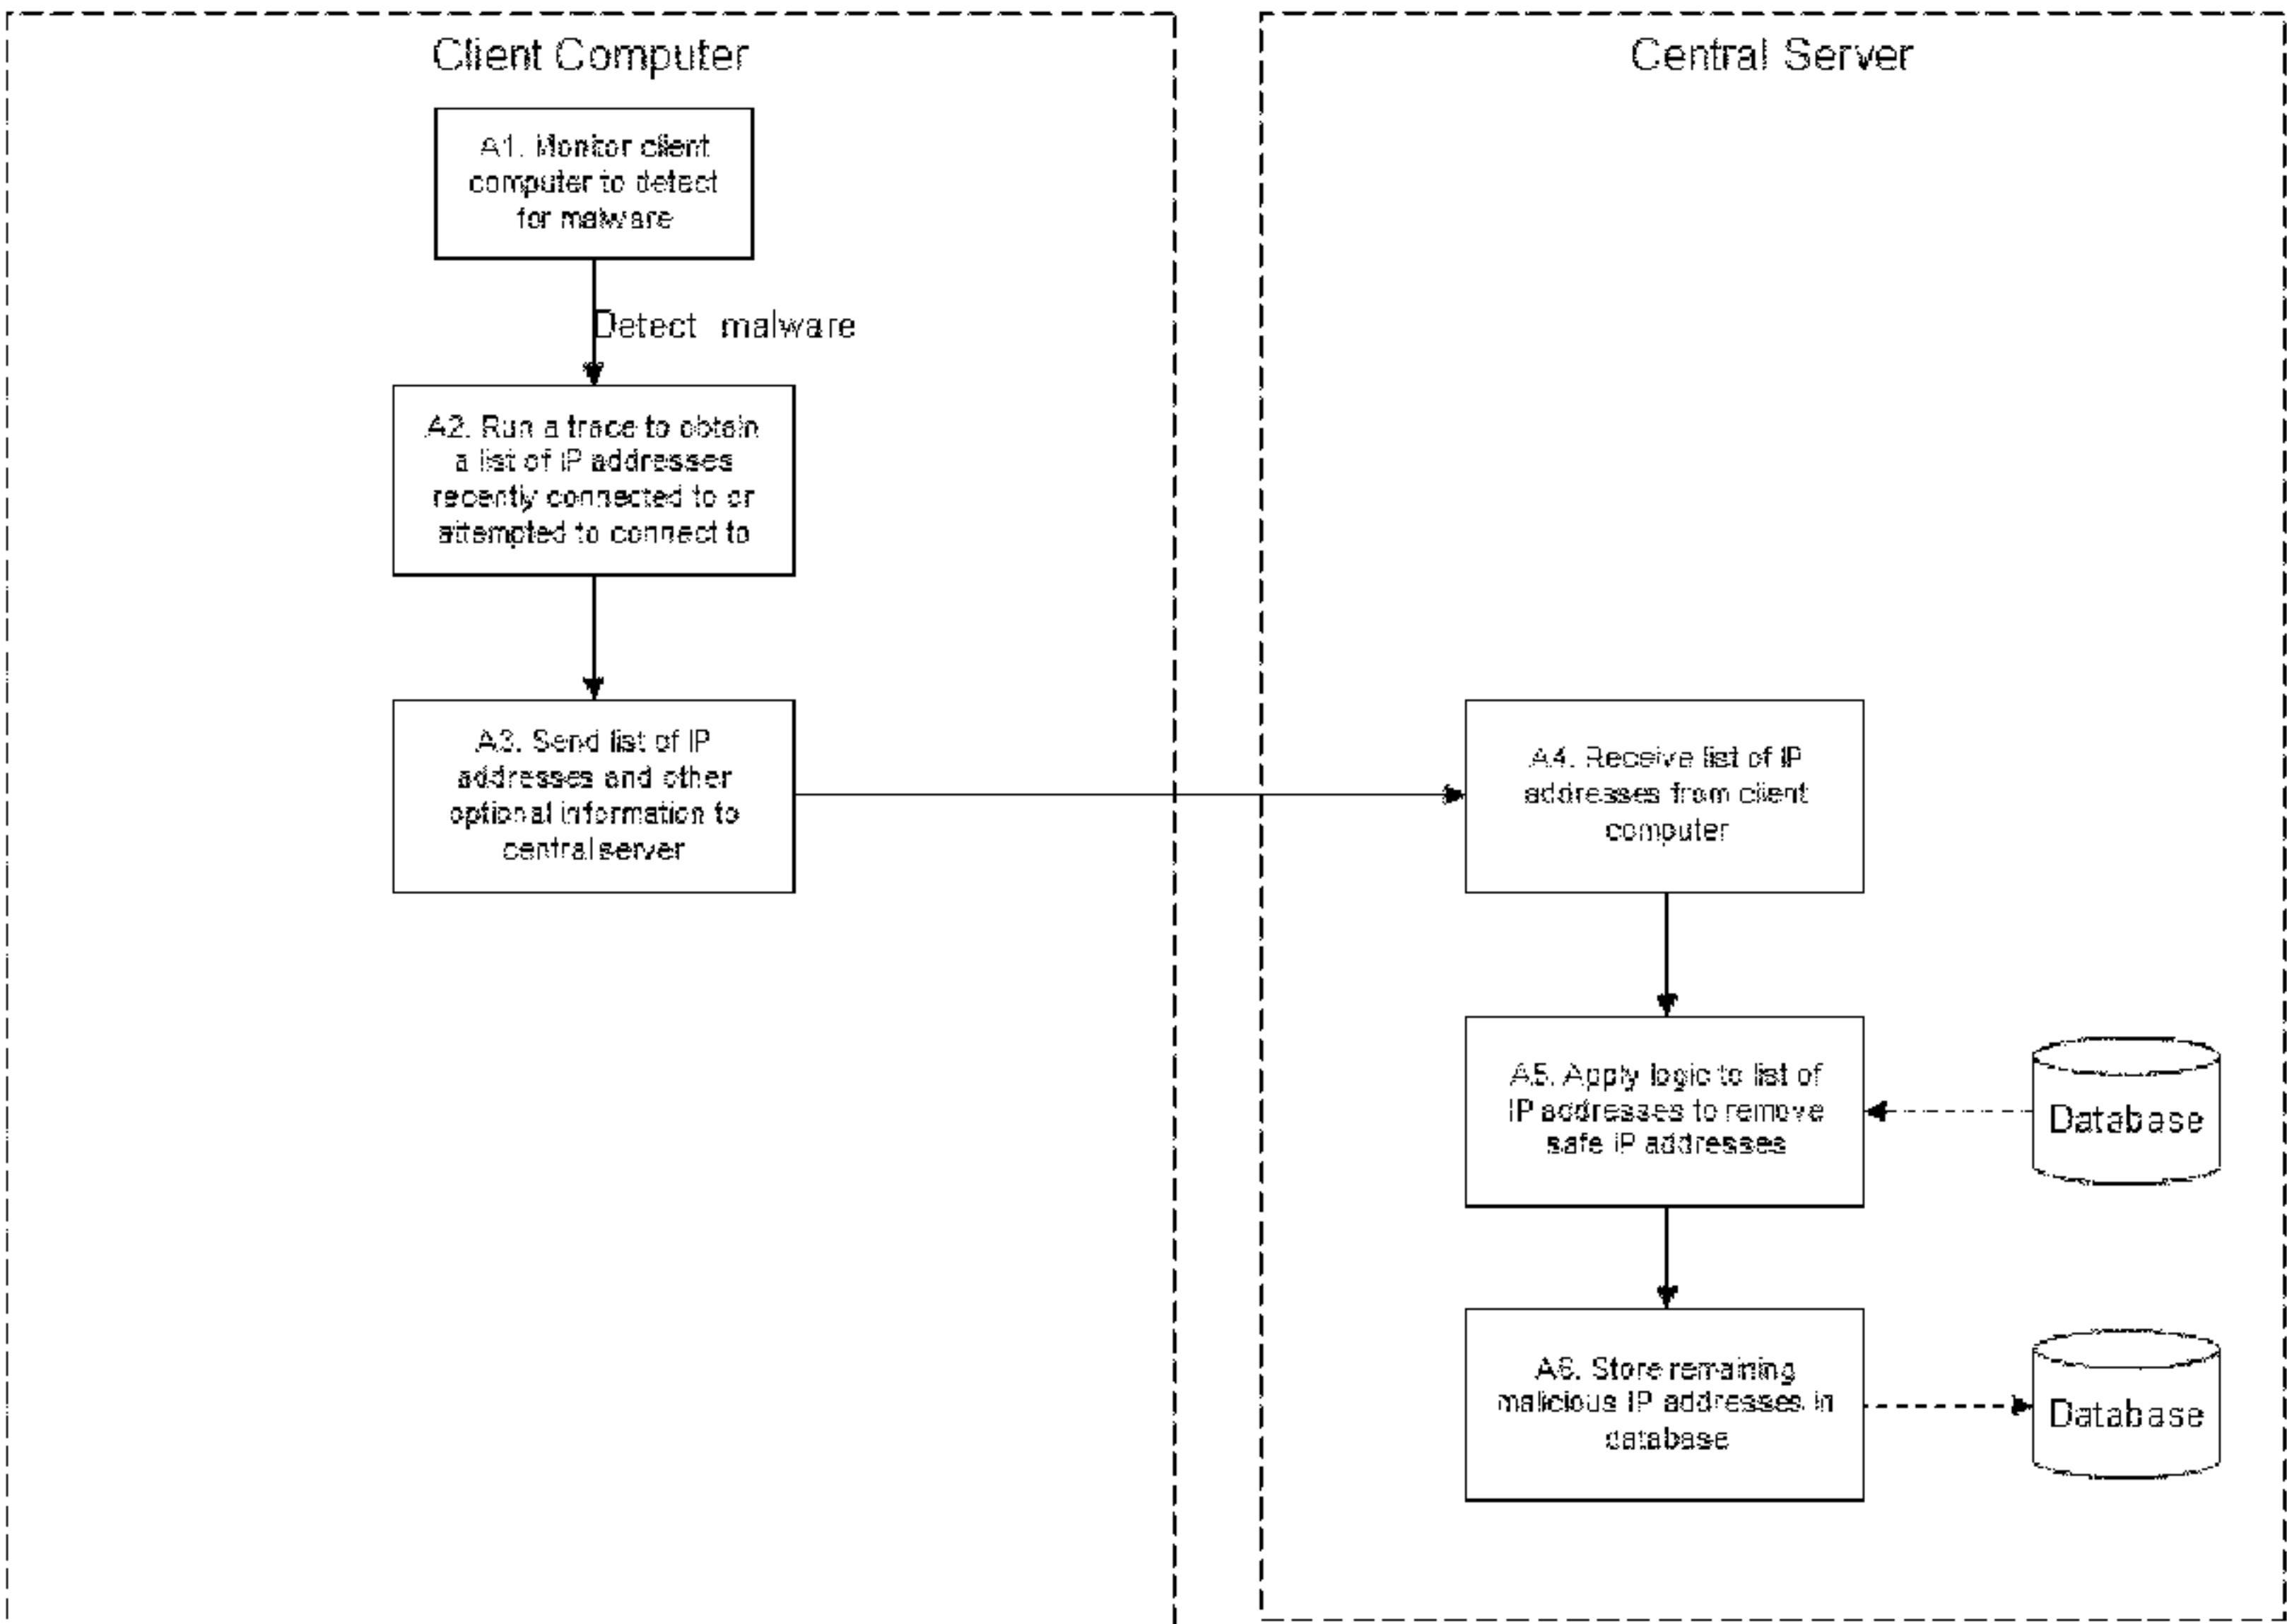 Client Computer
A1. Monitor client
computer to detect
for malware
Detect malware
A2. Run a trace to obtain
a list of IP addresses
recently connected to or
attempted to connect to
A3. Send list of IP
addresses and other
optional information to
central server
Central Server
A4. Receive list of IP
addresses from client
computer
A5. Apply logic to list of
IP addresses to remove
safe IP addresses
Database
A6. Store remaining
malicious IP addresses in
database
Database